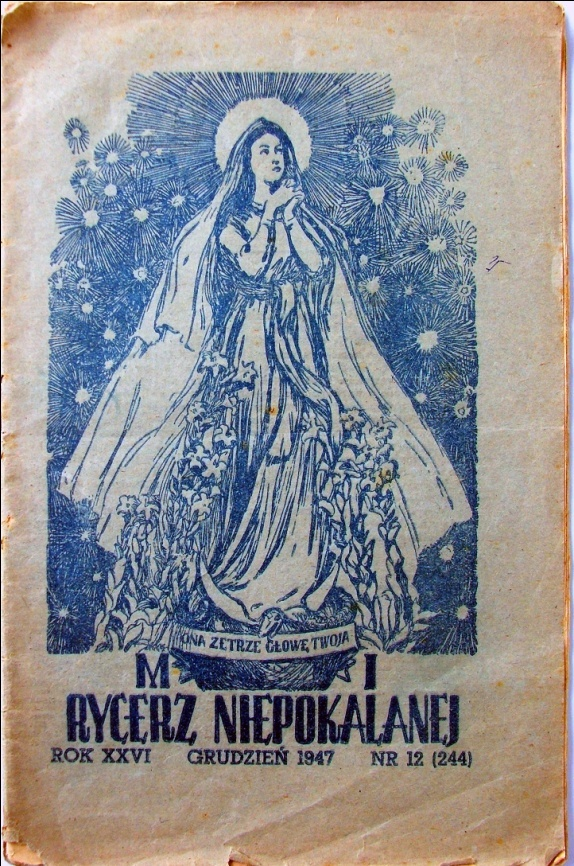 ONA ZETRZE GŁOWĘ TWOJĄ
M I
RYCERZ NIEPOKALANEJ
ROK XXVI GRUDZIEŃ 1947 NR 12 (244)